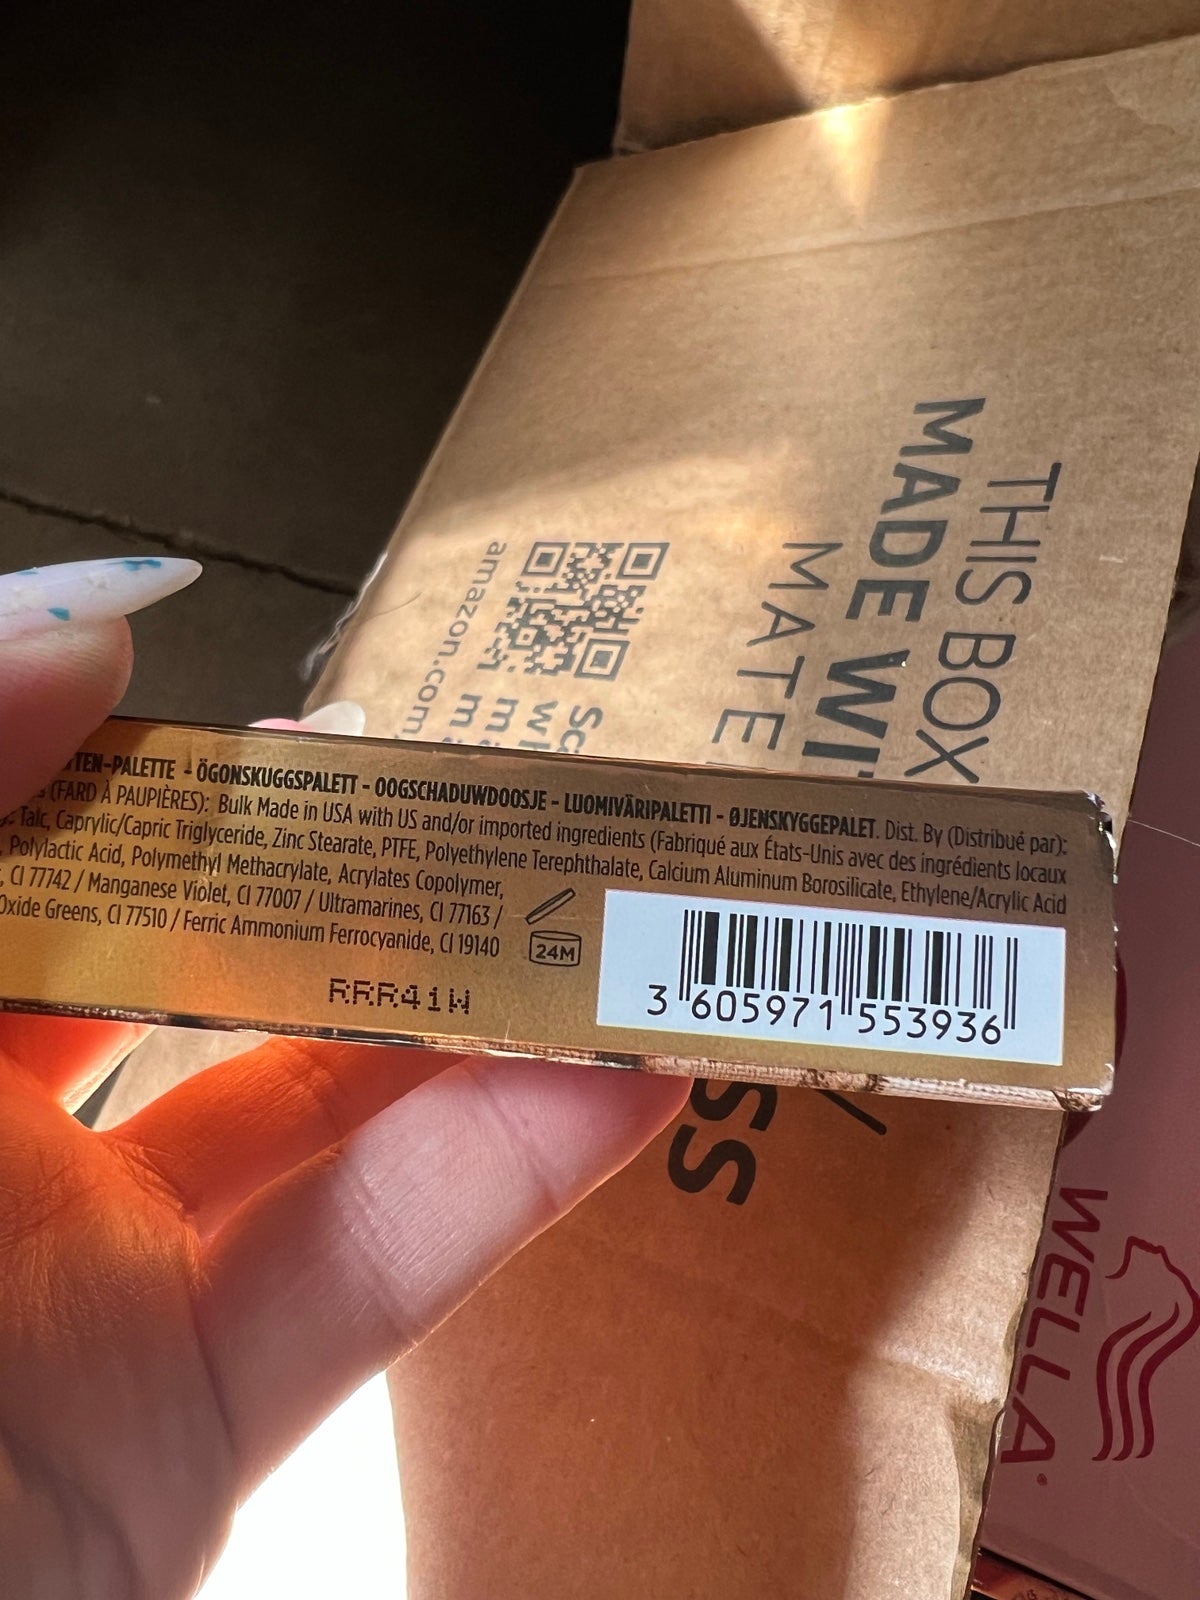 -PALETTE - ÖGONSKUGGSPALETT - OOGSCHADUWDOOSJE - LUOMIVÄRIPALETTI - ØJENSKYGGEPALET. Dist. By (Distribué par):
(FARD À PAUPIÈRES): Bulk Made in USA with US and/or imported ingredients (Fabriqué aux États-Unis avec des ingrédients locaux
Talc, Caprylic/Capric Triglyceride, Zinc Stearate, PTFE, Polyethylene Terephthalate, Calcium Aluminum Borosilicate, Ethylene/Acrylic Acid
Polylactic Acid, Polymethyl Methacrylate, Acrylates Copolymer,
, CI 77742 / Manganese Violet, CI 77007 / Ultramarines, CI 77163 /
Oxide Greens, CI 77510 / Ferric Ammonium Ferrocyanide, CI 19140
24M
RRR41W
3 605971 553936
THIS BOX
MADE WI
MATE
amazon.com
SS
WELLA